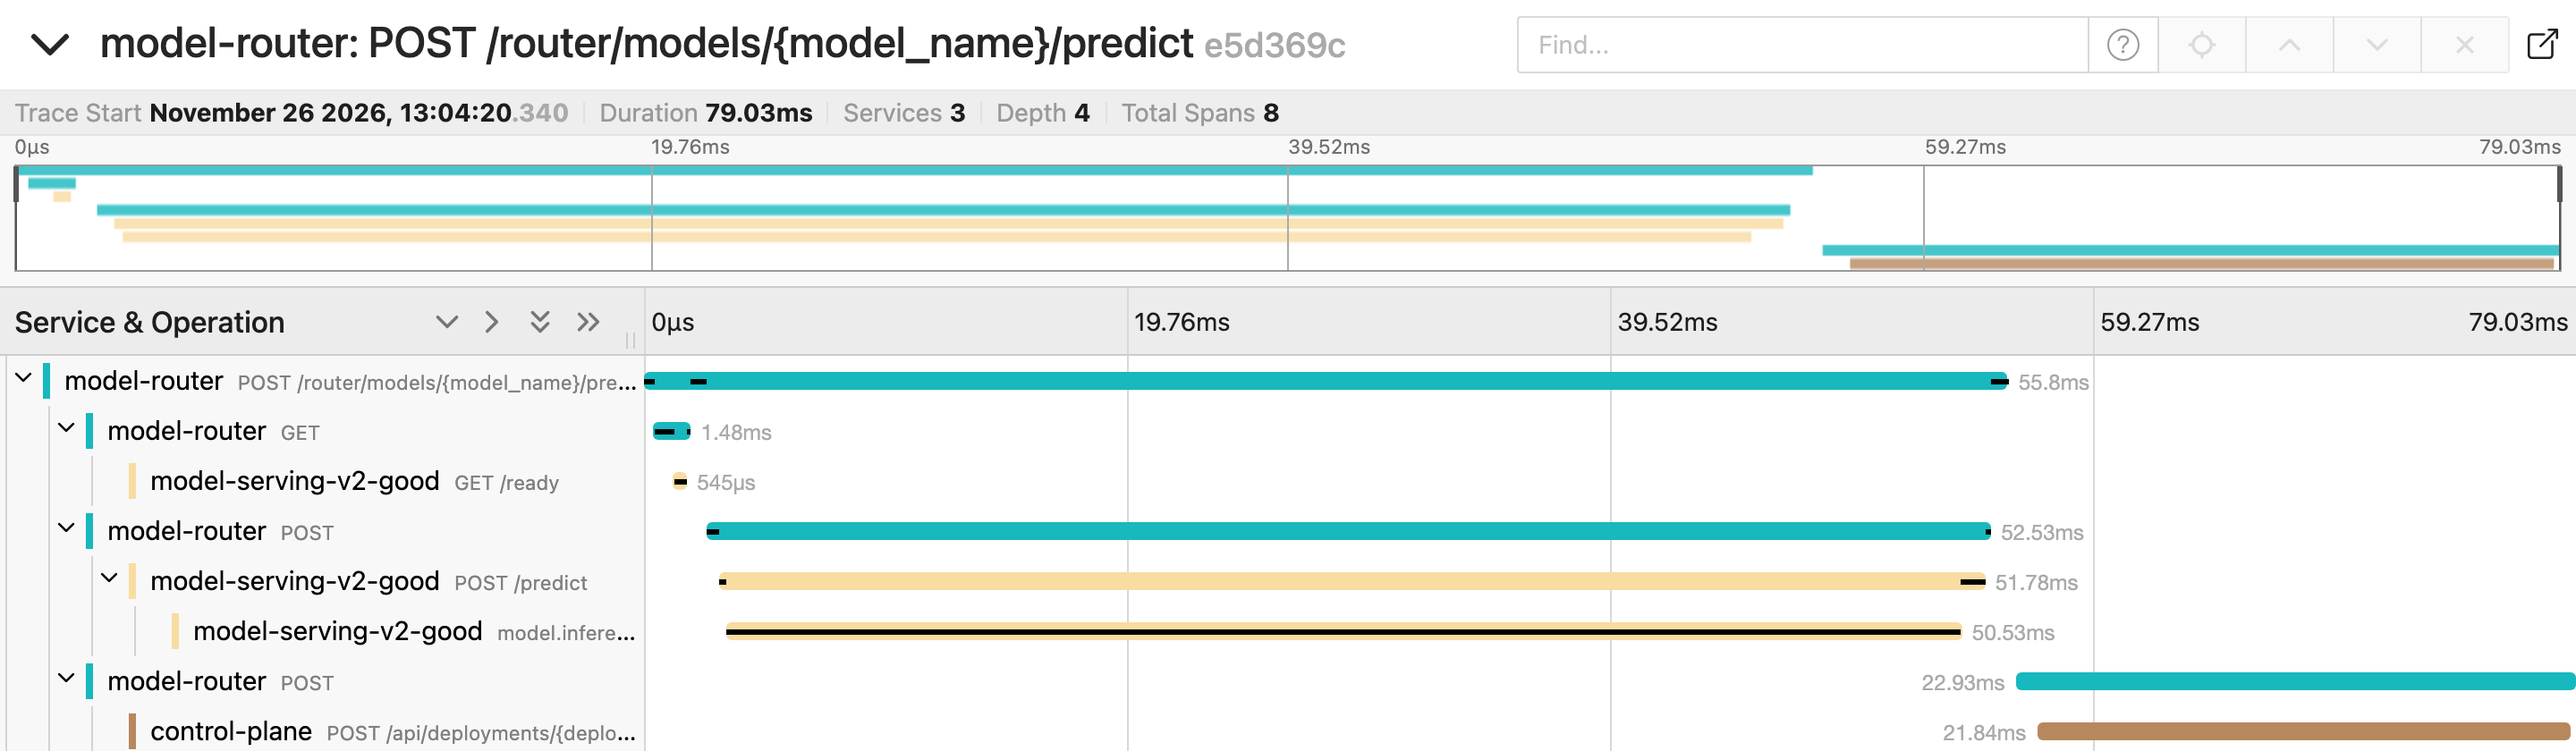 model-router: POST /router/models/{model_name}/predict e5d369c Find...
Trace Start November 26 2026, 13:04:20.340 Duration 79.03ms Services 3 Depth 4 Total Spans 8
0μs 19.76ms 39.52ms 59.27ms 79.03ms
Service & Operation 0μs 19.76ms 39.52ms 59.27ms 79.03ms
model-router POST /router/models/{model_name}/pre... 55.8ms
model-router GET 1.48ms
model-serving-v2-good GET /ready 545μs
model-router POST 52.53ms
model-serving-v2-good POST /predict 51.78ms
model-serving-v2-good model.infere... 50.53ms
model-router POST 22.93ms
control-plane POST /api/deployments/{deplo... 21.84ms